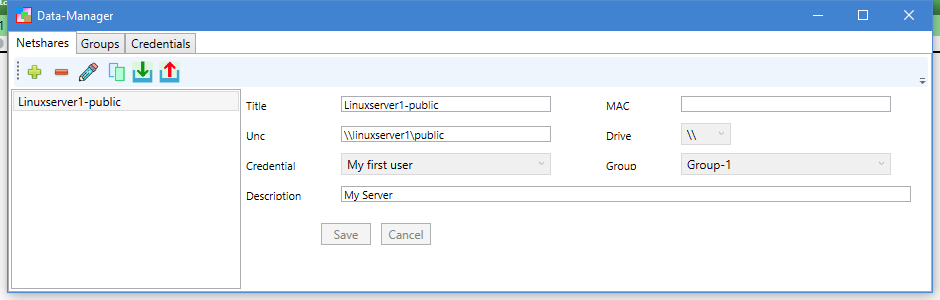 Data-Manager
Netshares Groups Credentials
Linuxserver1-public
Title Linuxserver1-public MAC
Unc \\linuxserver1\public Drive \\
Credential My first user Group Group-1
Description My Server
Save Cancel